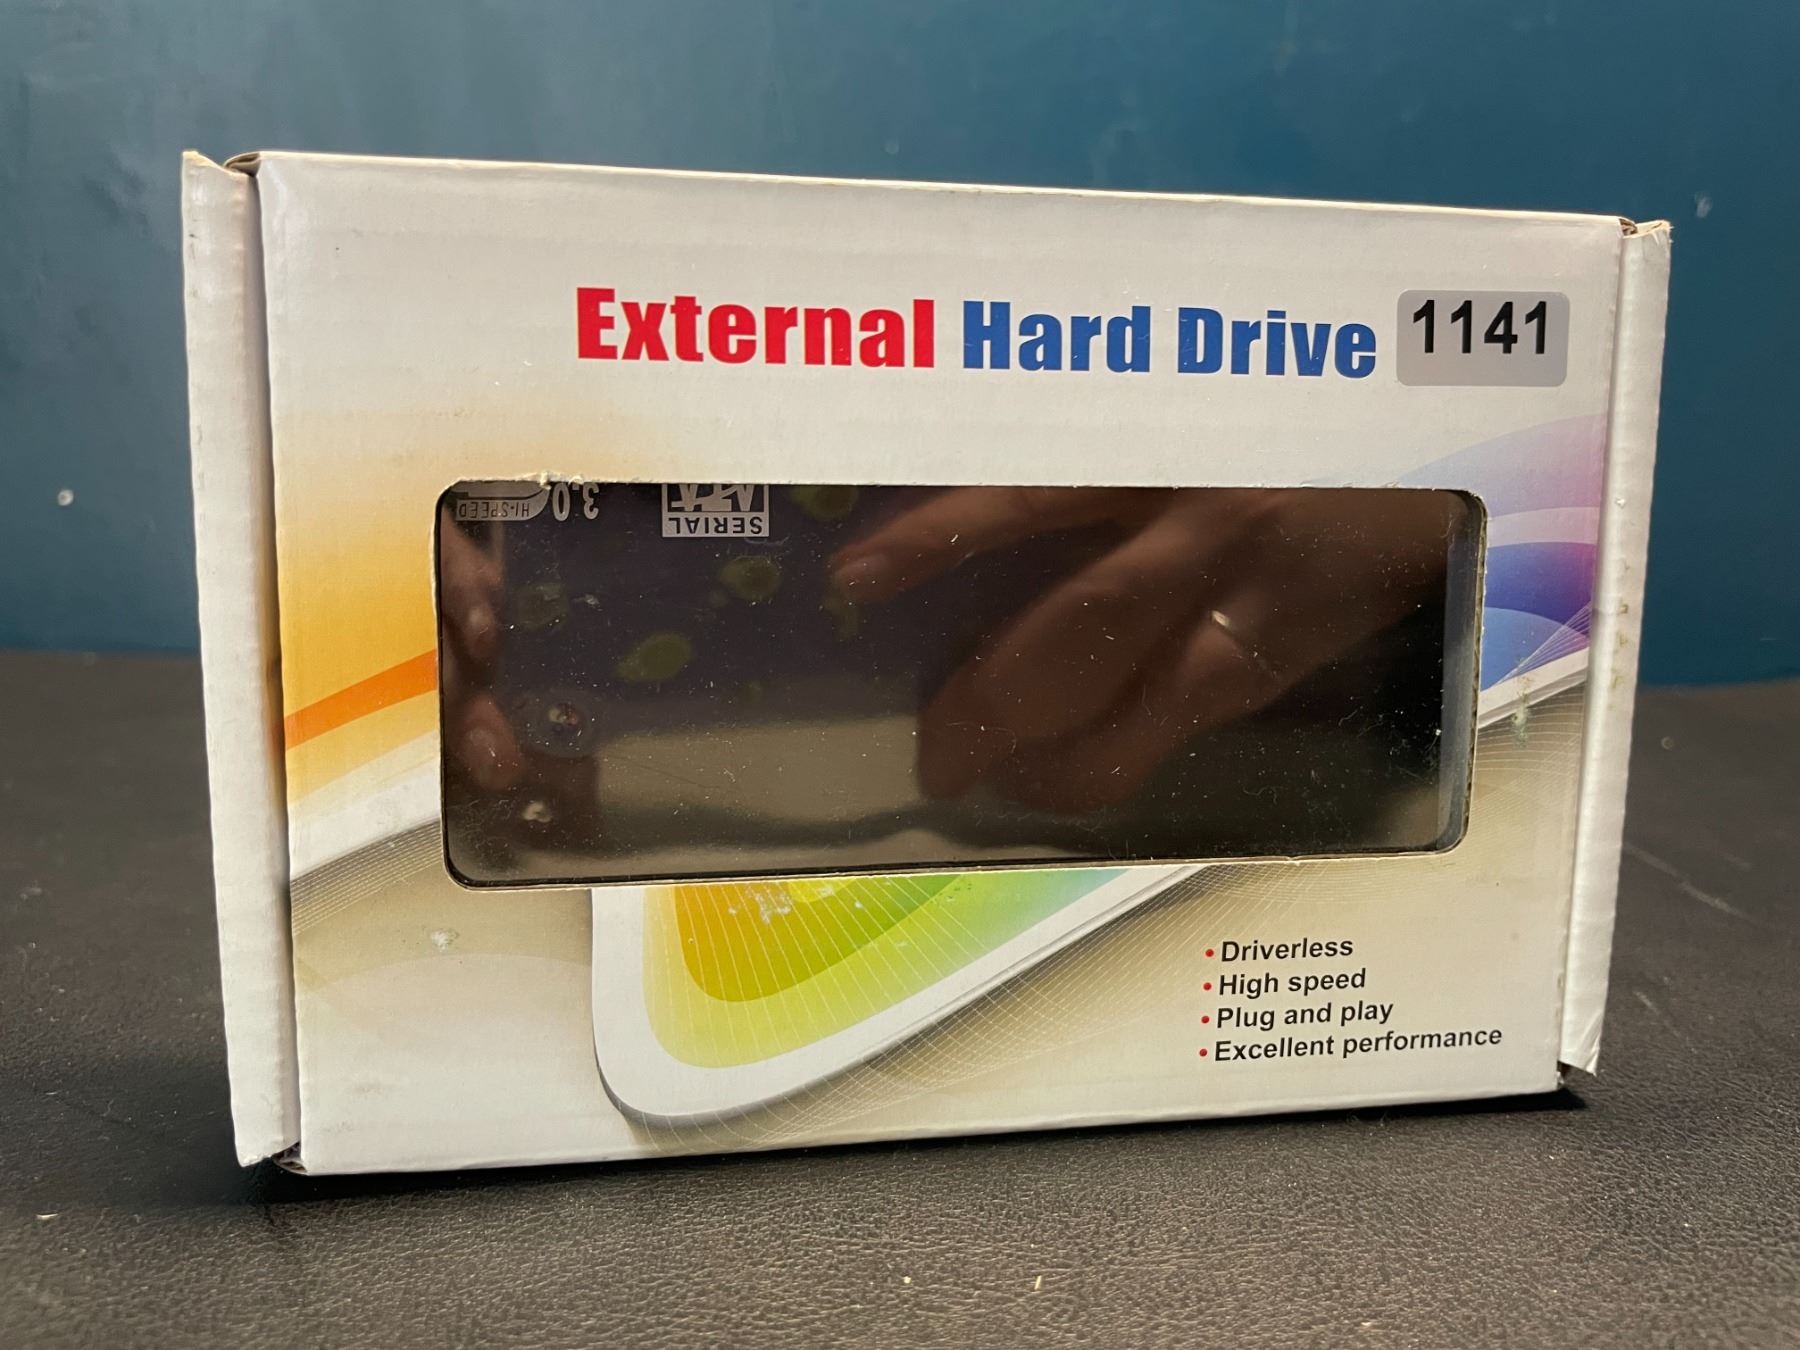 External Hard Drive 1141
HI-SPEED 3.0
SERIAL
ATA
• Driverless
• High speed
• Plug and play
• Excellent performance